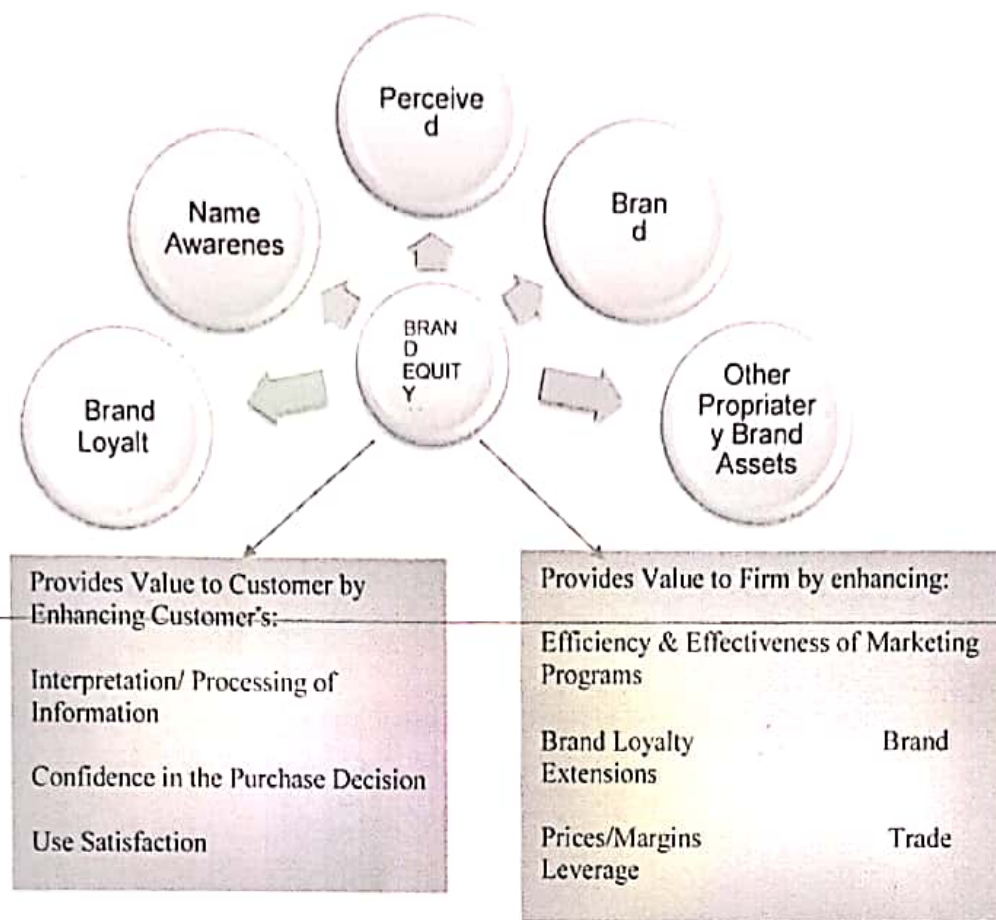 Perceive
d
Name
Awarenes
Bran
d
BRAN
D
EQUIT
Y
Brand
Loyalt
Other
Propriater
y Brand
Assets
Provides Value to Customer by
Enhancing Customer's:
Interpretation/ Processing of
Information
Confidence in the Purchase Decision
Use Satisfaction
Provides Value to Firm by enhancing:
Efficiency & Effectiveness of Marketing
Programs
Brand Loyalty Brand
Extensions
Prices/Margins Trade
Leverage